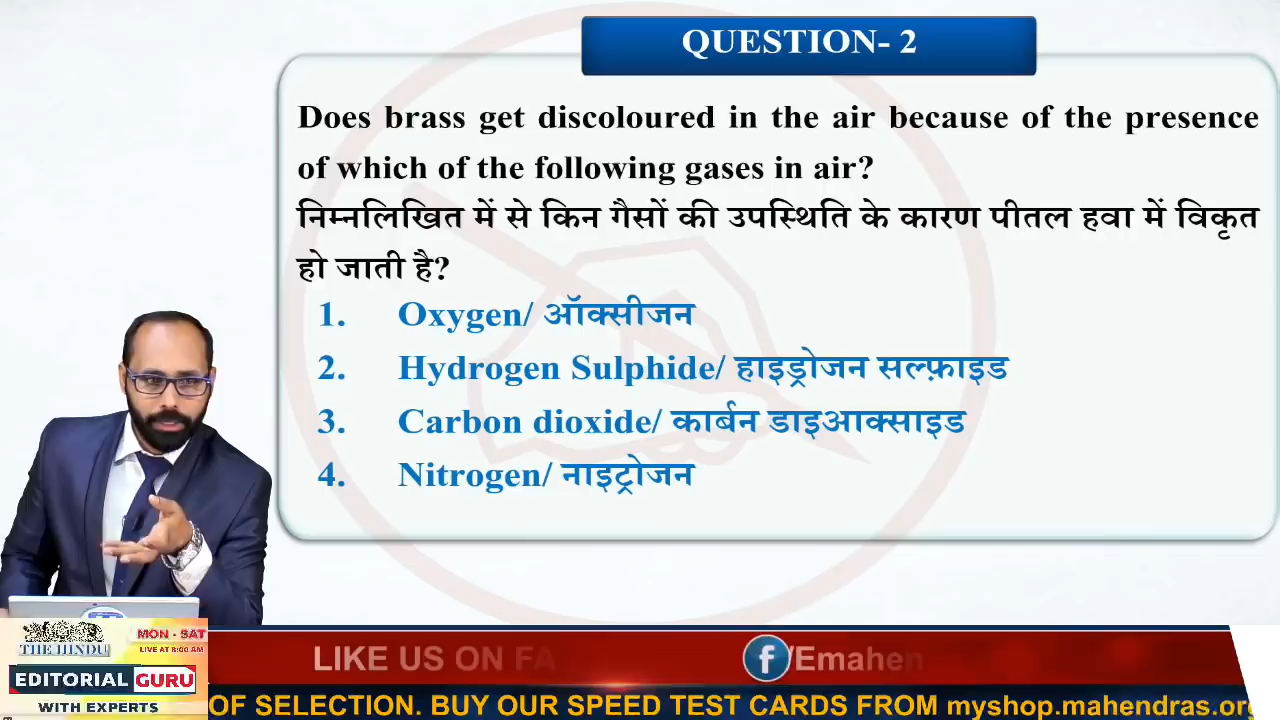 QUESTION- 2
Does brass get discoloured in the air because of the presence
of which of the following gases in air?
निम्नलिखित में से किन गैसों की उपस्थिति के कारण पीतल हवा में विकृत
हो जाती है?
1. Oxygen/ ऑक्सीजन
2. Hydrogen Sulphide/ हाइड्रोजन सल्फ़ाइड
3. Carbon dioxide/ कार्बन डाइआक्साइड
4. Nitrogen/ नाइट्रोजन
THE HINDU
MON - SAT
LIVE AT 8:00 AM
EDITORIAL GURU
WITH EXPERTS
LIKE US ON FA
f/Emahen
OF SELECTION. BUY OUR SPEED TEST CARDS FROM myshop.mahendras.org